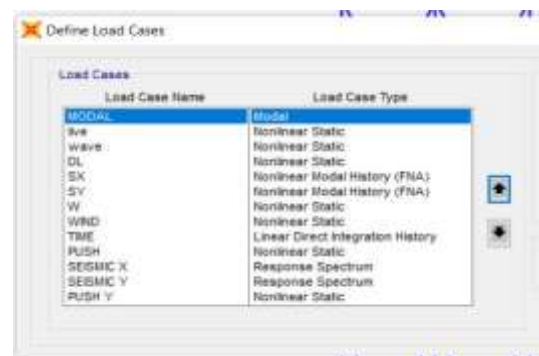 Define Load Cases
Load Cases
Load Case Name Load Case Type
MODAL Modal
live Nonlinear Static
wave Nonlinear Static
DL Nonlinear Static
SX Nonlinear Modal History (FNA)
SY Nonlinear Modal History (FNA)
W Nonlinear Static
WIND Nonlinear Static
TIME Linear Direct Integration History
PUSH Nonlinear Static
SEISMIC X Response Spectrum
SEISMIC Y Response Spectrum
PUSH Y Nonlinear Static